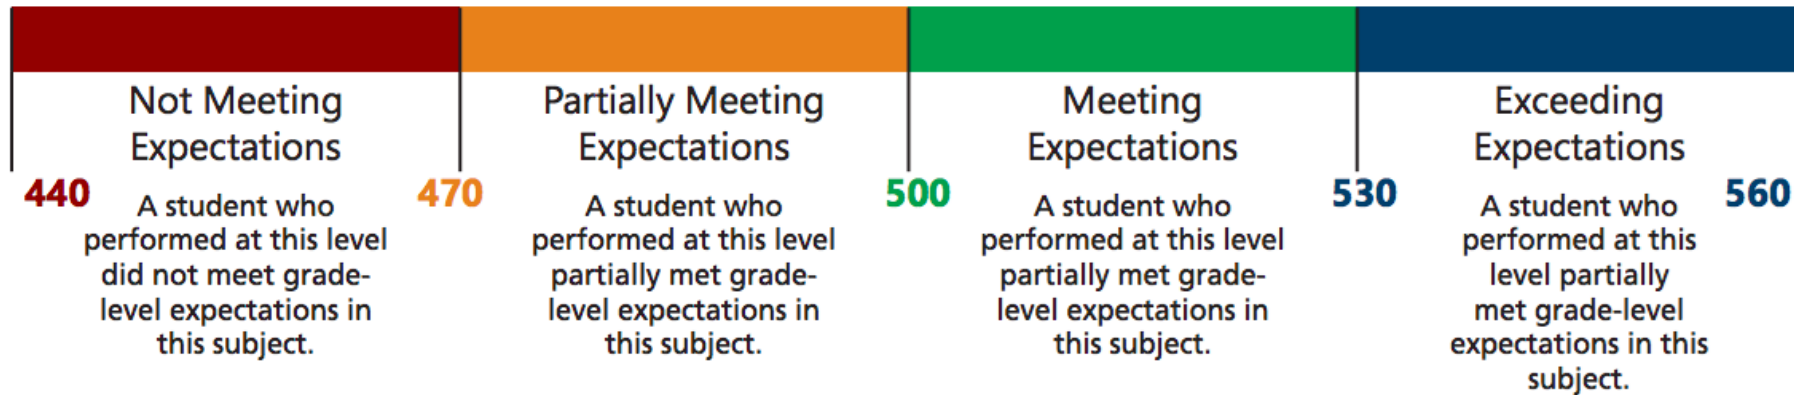 Not Meeting
Expectations
440
A student who
performed at this level
did not meet grade-
level expectations in
this subject.
470
Partially Meeting
Expectations
A student who
performed at this level
partially met grade-
level expectations in
this subject.
500
Meeting
Expectations
A student who
performed at this level
partially met grade-
level expectations in
this subject.
530
Exceeding
Expectations
560
A student who
performed at this
level partially
met grade-level
expectations in this
subject.